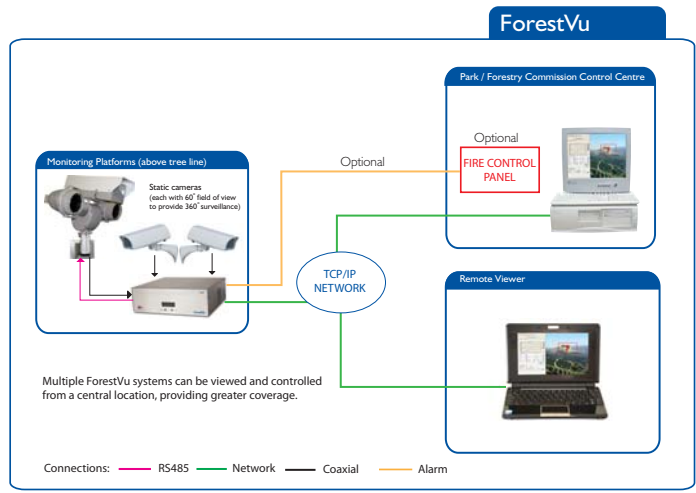 ForestVu
Park / Forestry Commission Control Centre
Optional
FIRE CONTROL
PANEL
Optional
Monitoring Platforms (above tree line)
Static cameras
(each with 60° field of view
to provide 360° surveillance)
TCP/IP
NETWORK
Remote Viewer
Multiple ForestVu systems can be viewed and controlled
from a central location, providing greater coverage.
Connections: RS485 Network Coaxial Alarm